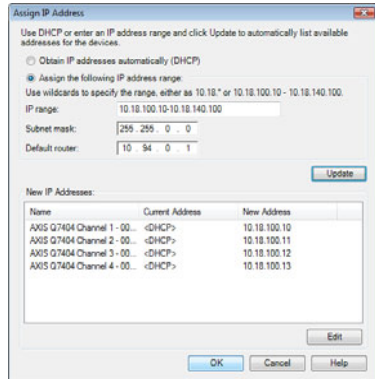 Assign IP Address
Use DHCP or enter an IP address range and click Update to automatically list available
addresses for the devices.
Obtain IP addresses automatically (DHCP)
Assign the following IP address range:
Use wildcards to specify the range, either as 10.18.* or 10.18.100.10 - 10.18.140.100.
IP range: 10.18.100.10-10.18.140.100
Subnet mask: 255 . 255 . 0 . 0
Default router: 10 . 94 . 0 . 1
Update
New IP Addresses:
Name Current Address New Address
AXIS Q7404 Channel 1 - 00... <DHCP> 10.18.100.10
AXIS Q7404 Channel 2 - 00... <DHCP> 10.18.100.11
AXIS Q7404 Channel 3 - 00... <DHCP> 10.18.100.12
AXIS Q7404 Channel 4 - 00... <DHCP> 10.18.100.13
Edit
OK Cancel Help